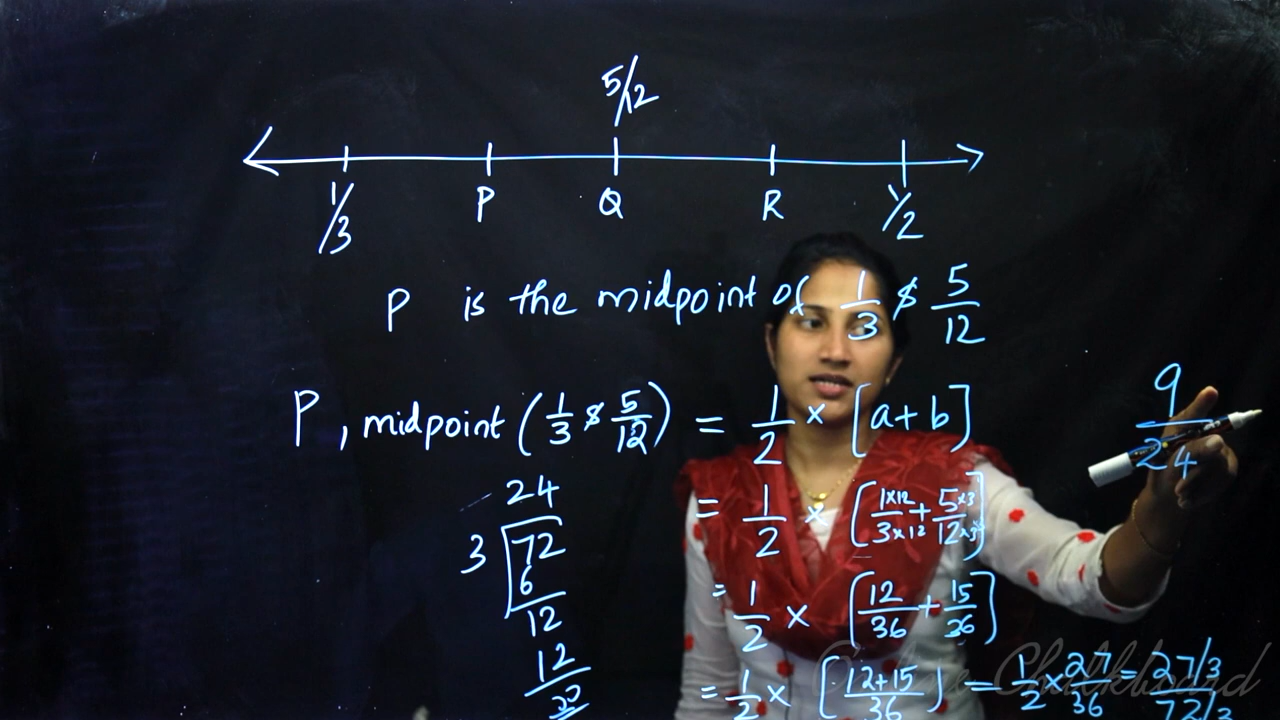 5/12
1/3 P Q R 1/2
P is the midpoint of 1/3 & 5/12
P, midpoint (1/3 & 5/12) = 1/2 × [a+b]
= 1/2 × [1×12/3×12 + 5×3/12×3]
= 1/2 × [12/36 + 15/36]
= 1/2 × [12+15/36] = 1/2 × 27/36 = 27/3/72/3
24
3 72
6
12
12
9/24
Chalkboard